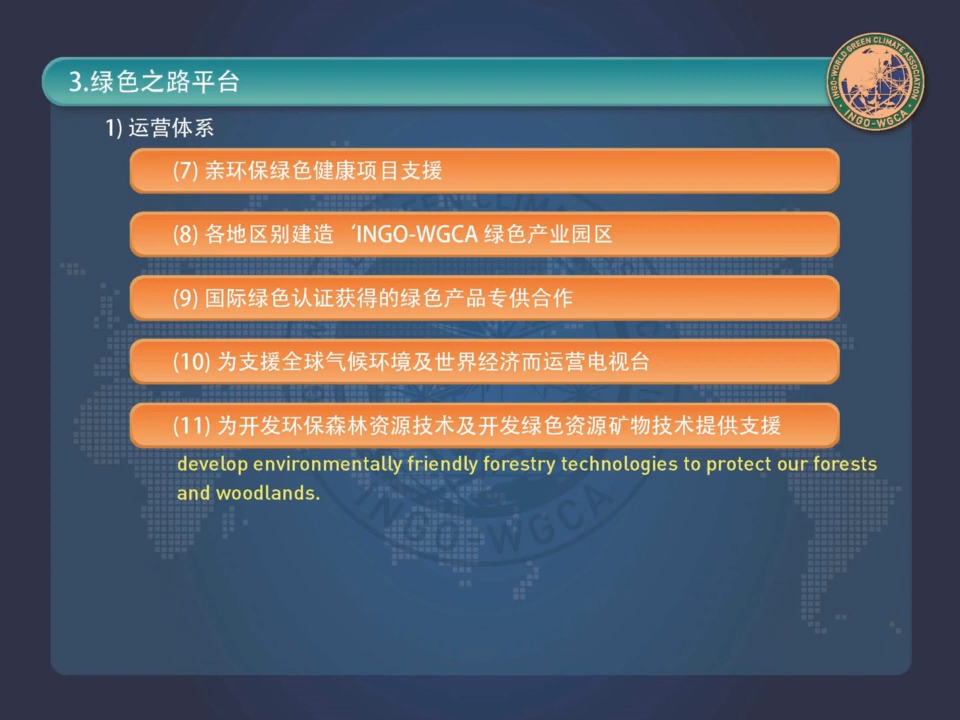 3.绿色之路平台
INGO-WORLD GREEN CLIMATE ASSOCIATION
· INGO-WGCA ·
1) 运营体系
(7) 亲环保绿色健康项目支援
(8) 各地区别建造 ‘INGO-WGCA 绿色产业园区
(9) 国际绿色认证获得的绿色产品专供合作
(10) 为支援全球气候环境及世界经济而运营电视台
(11) 为开发环保森林资源技术及开发绿色资源矿物技术提供支援
develop environmentally friendly forestry technologies to protect our forests
and woodlands.
INGO-WGCA